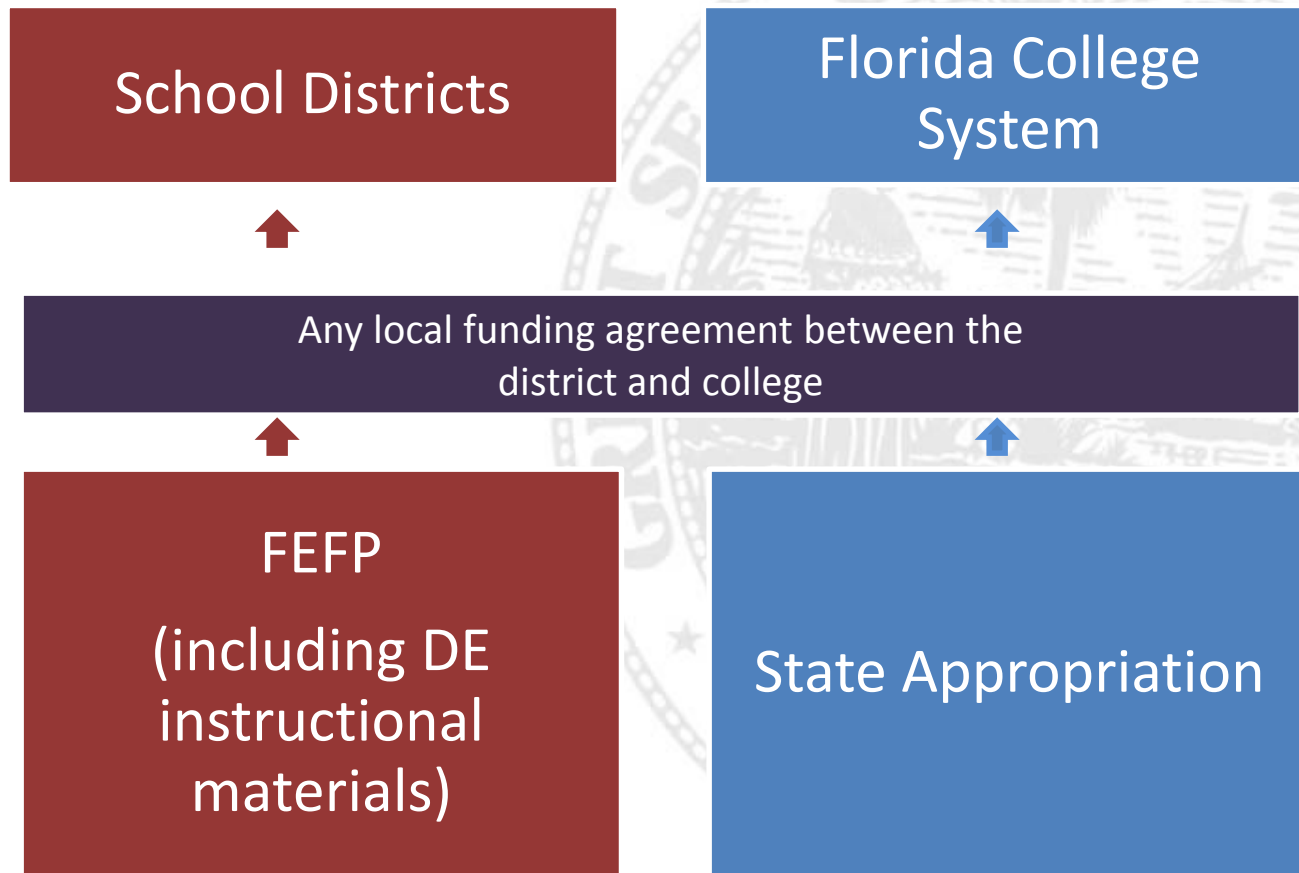 School Districts
Florida College
System
Any local funding agreement between the
district and college
FEFP
(including DE
instructional
materials)
State Appropriation